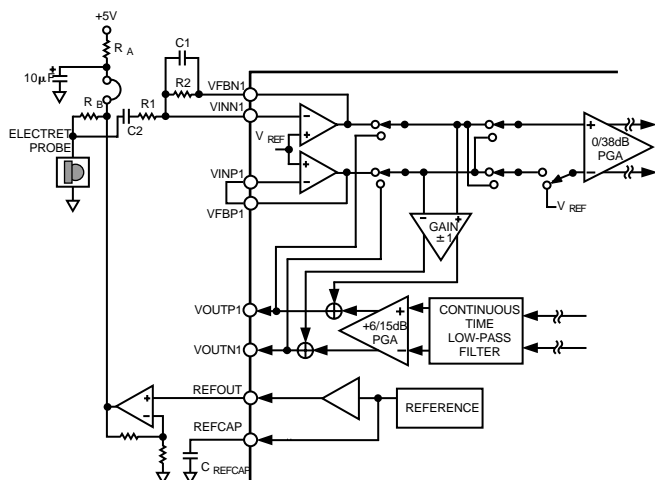 +5V
R A
10μF
C1
R2
VFBN1
R B
R1
VINN1
C2
ELECTRET
PROBE
V REF
VINP1
VFBP1
0/38dB
PGA
V REF
GAIN
± 1
VOUTP1
+6/15dB
PGA
VOUTN1
CONTINUOUS
TIME
LOW-PASS
FILTER
REFOUT
REFCAP
REFERENCE
C REFCAP